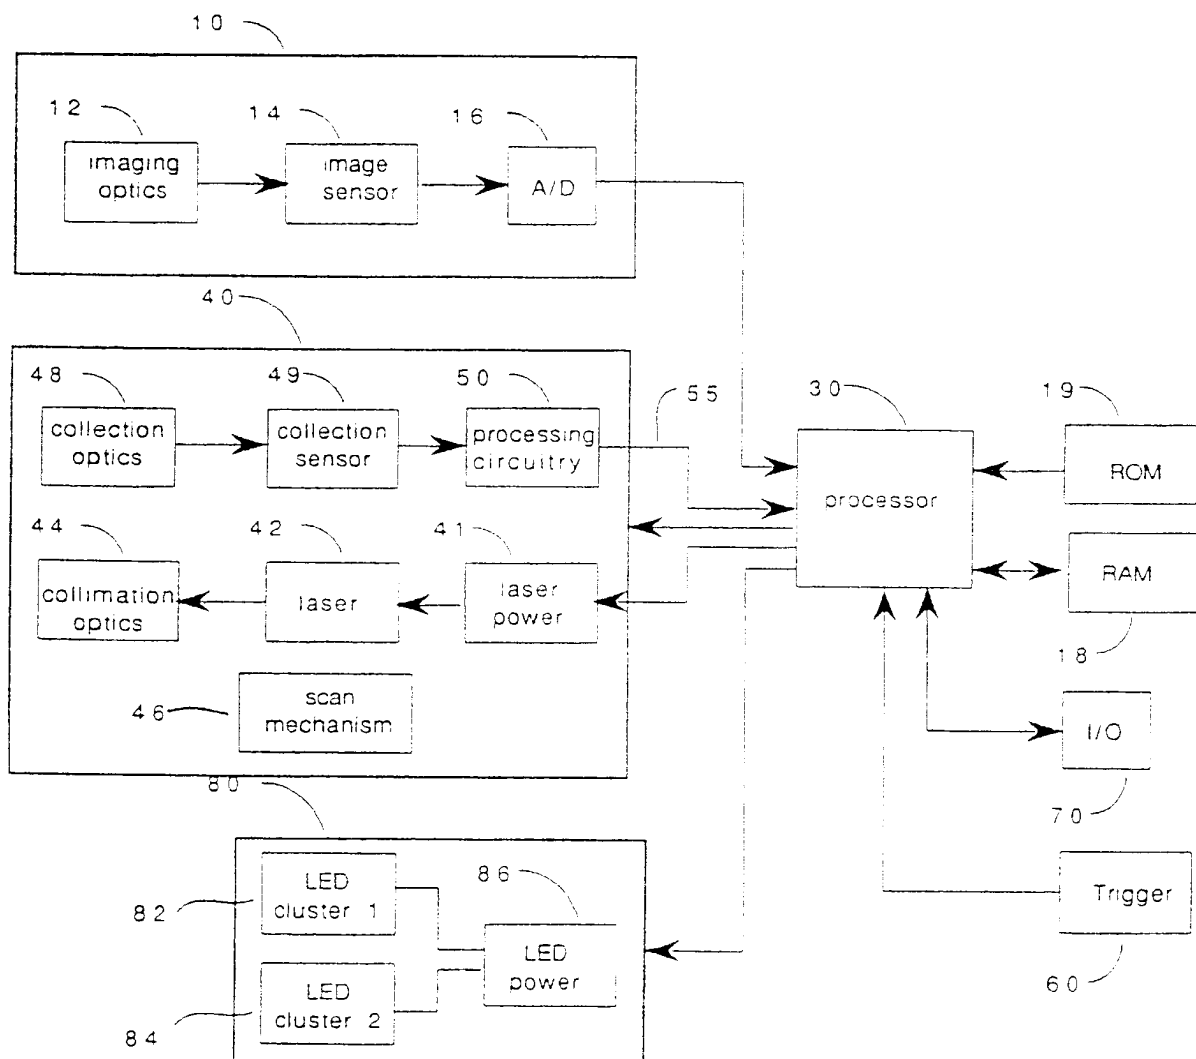 10
12
14
16
imaging
optics
image
sensor
A/D
40
48
49
50
55
30
19
collection
optics
collection
sensor
processing
circuitry
processor
ROM
44
42
41
collimation
optics
laser
laser
power
RAM
18
46
scan
mechanism
I/O
70
80
82
LED
cluster 1
86
LED
power
Trigger
60
84
LED
cluster 2